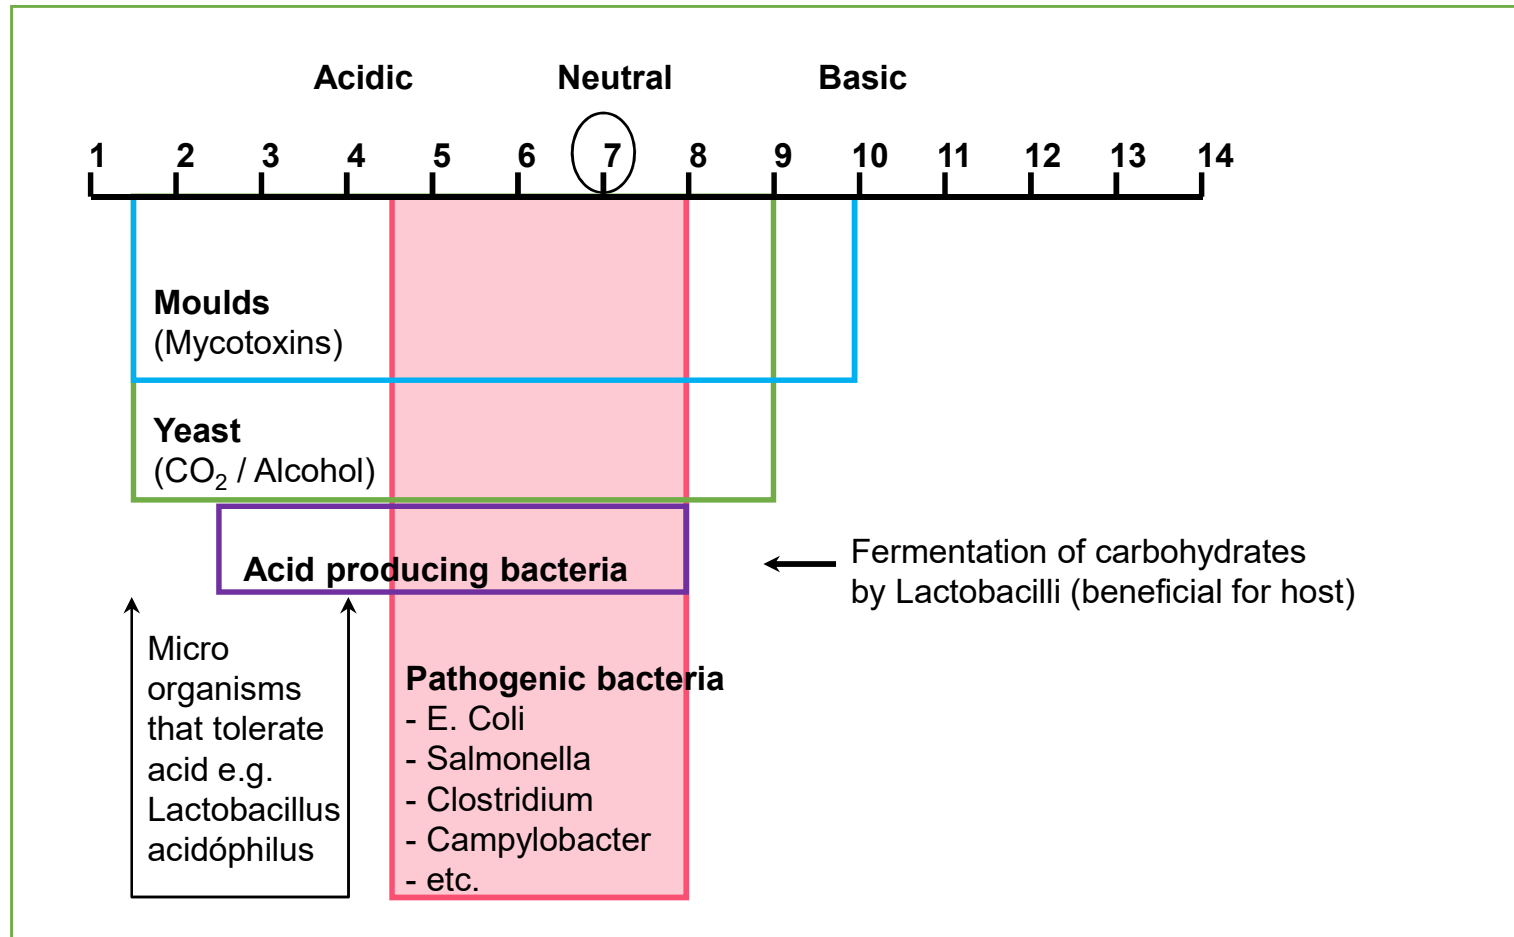 Acidic Neutral Basic
1 2 3 4 5 6 7 8 9 10 11 12 13 14
Moulds
(Mycotoxins)
Yeast
(CO₂ / Alcohol)
Acid producing bacteria
Fermentation of carbohydrates
by Lactobacilli (beneficial for host)
Micro
organisms
that tolerate
acid e.g.
Lactobacillus
acidóphilus
Pathogenic bacteria
- E. Coli
- Salmonella
- Clostridium
- Campylobacter
- etc.